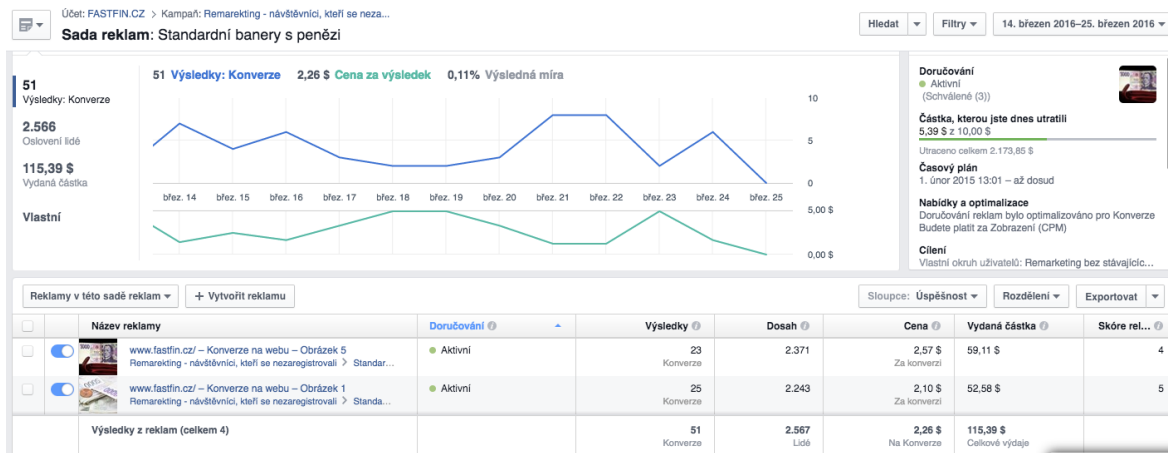 Účet: FASTFIN.CZ > Kampaň: Remarekting - návštěvníci, kteří se neza...
Sada reklam: Standardní banery s penězi
Hledat
Filtry
14. březen 2016–25. březen 2016
51
Výsledky: Konverze
2.566
Oslovení lidé
115,39 $
Vydaná částka
Vlastní
51 Výsledky: Konverze 2,26 $ Cena za výsledek 0,11% Výsledná míra
10
5
0
břez. 14 břez. 15 břez. 16 břez. 17 břez. 18 břez. 19 břez. 20 břez. 21 břez. 22 břez. 23 břez. 24 břez. 25
5,00 $
0,00 $
Doručování
Aktivní
(Schválené (3))
Částka, kterou jste dnes utratili
5,39 $ z 10,00 $
Utraceno celkem 2.173,85 $
Časový plán
1. únor 2015 13:01 – až dosud
Nabídky a optimalizace
Doručování reklam bylo optimalizováno pro Konverze
Budete platit za Zobrazení (CPM)
Cílení
Vlastní okruh uživatelů: Remarketing bez stávajícíc...
Reklamy v této sadě reklam
+ Vytvořit reklamu
Sloupce: Úspěšnost
Rozdělení
Exportovat
Název reklamy Doručování Výsledky Dosah Cena Vydaná částka Skóre rel...
www.fastfin.cz/ – Konverze na webu – Obrázek 5 Aktivní 23 2.371 2,57 $ 59,11 $ 4
Remarekting - návštěvníci, kteří se nezaregistrovali > Standar... Konverze Za konverzi
www.fastfin.cz/ – Konverze na webu – Obrázek 1 Aktivní 25 2.243 2,10 $ 52,58 $ 5
Remarekting - návštěvníci, kteří se nezaregistrovali > Standa... Konverze Za konverzi
Výsledky z reklam (celkem 4) 51 2.567 2,26 $ 115,39 $
Konverze Lidé Na Konverze Celkové výdaje